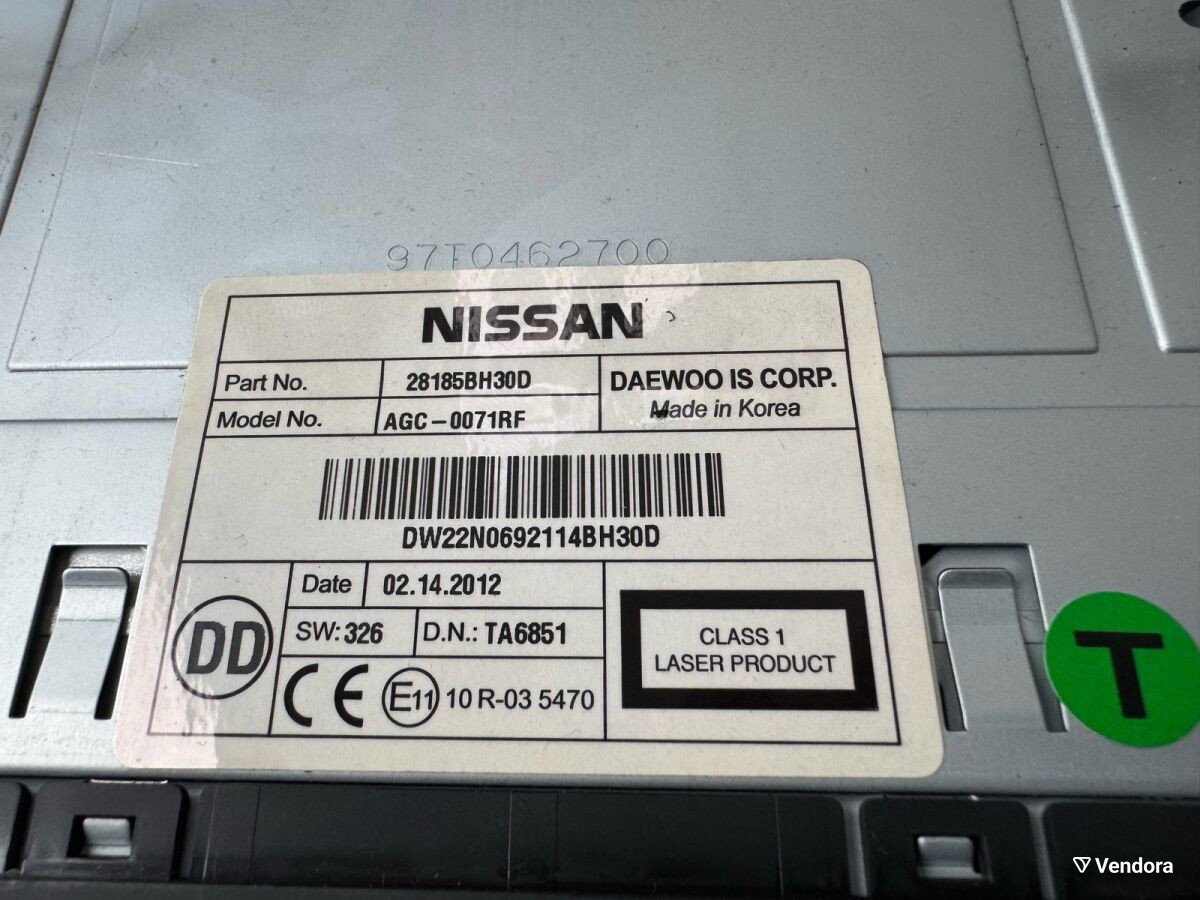 97T0462700
NISSAN
Part No. 28185BH30D
DAEWOO IS CORP.
Model No. AGC-0071RF
Made in Korea
DW22N0692114BH30D
DD
Date 02.14.2012
SW: 326 D.N.: TA6851
CE E11 10 R-03 5470
CLASS 1
LASER PRODUCT
T
Vendora